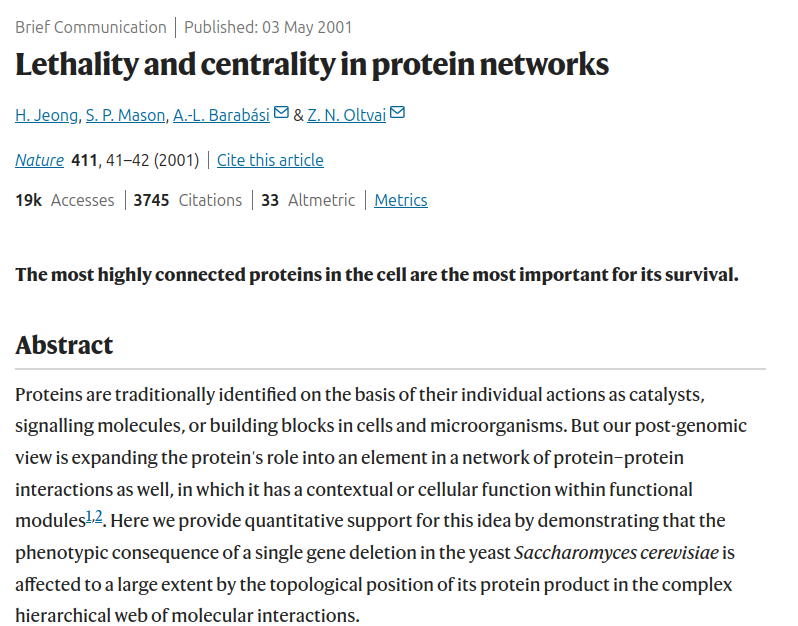 Brief Communication | Published: 03 May 2001
Lethality and centrality in protein networks
H. Jeong, S. P. Mason, A.-L. Barabási & Z. N. Oltvai
Nature 411, 41–42 (2001) | Cite this article
19k Accesses | 3745 Citations | 33 Altmetric | Metrics
The most highly connected proteins in the cell are the most important for its survival.
Abstract
Proteins are traditionally identified on the basis of their individual actions as catalysts,
signalling molecules, or building blocks in cells and microorganisms. But our post-genomic
view is expanding the protein's role into an element in a network of protein–protein
interactions as well, in which it has a contextual or cellular function within functional
modules1,2. Here we provide quantitative support for this idea by demonstrating that the
phenotypic consequence of a single gene deletion in the yeast Saccharomyces cerevisiae is
affected to a large extent by the topological position of its protein product in the complex
hierarchical web of molecular interactions.